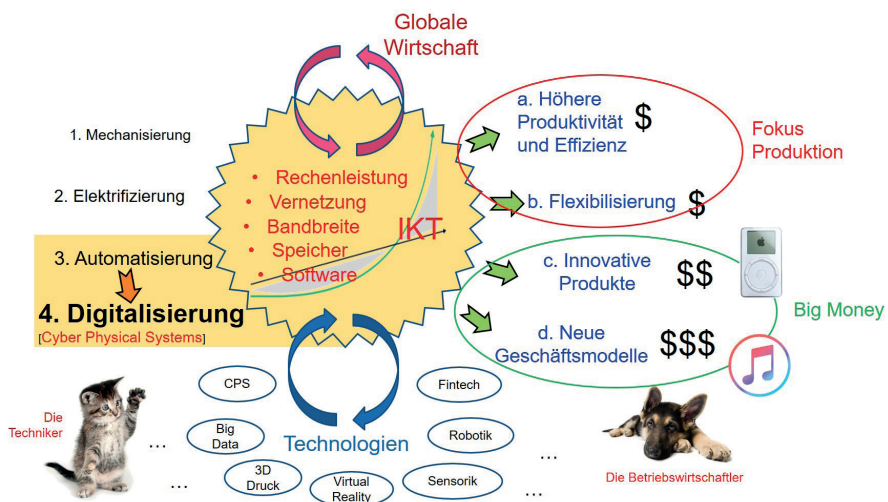 Globale
Wirtschaft
1. Mechanisierung
2. Elektrifizierung
3. Automatisierung
4. Digitalisierung
[Cyber Physical Systems]
• Rechenleistung
• Vernetzung
• Bandbreite
• Speicher
• Software
IKT
a. Höhere
Produktivität
und Effizienz
$
b. Flexibilisierung
$
Fokus
Produktion
c. Innovative
Produkte
$$
d. Neue
Geschäftsmodelle
$$$
Big Money
Die
Techniker
...
CPS
Big
Data
...
3D
Druck
Technologien
Virtual
Reality
Fintech
Robotik
Sensorik
...
...
Die Betriebswirtschaftler